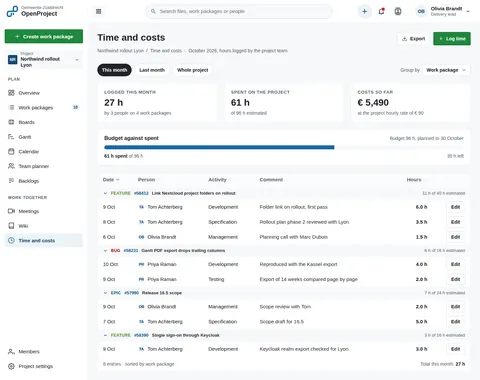 Gemeente Zuiddrecht
OpenProject
Search files, work packages or people
OB
Olivia Brandt
Delivery lead
Create work package
NR
Project
Northwind rollout Lyon
PLAN
Overview
Work packages
Boards
Gantt
Calendar
Team planner
Backlogs
WORK TOGETHER
Meetings
Wiki
Time and costs
Members
Project settings
Time and costs
Northwind rollout Lyon / Time and costs · October 2026, hours logged by the project team
Export
Log time
This month
Last month
Whole project
Group by
Work package
LOGGED THIS MONTH
27 h
by 3 people on 4 work packages
SPENT ON THE PROJECT
61 h
of 96 h estimated
COSTS SO FAR
€ 5,490
at the project hourly rate of € 90
Budget against spent
Budget 96 h, planned to 30 October
61 h spent of 96 h
35 h left
Date Person Activity Comment Hours
FEATURE #58312 Link Nextcloud project folders on rollout 11 h of 40 h estimated
9 Oct TA Tom Achterberg Development Folder link on rollout, first pass 6.0 h Edit
8 Oct TA Tom Achterberg Specification Rollout plan phase 2 reviewed with Lyon 3.5 h Edit
6 Oct OB Olivia Brandt Management Planning call with Marc Dubois 1.5 h Edit
BUG #58231 Gantt PDF export drops trailing columns
10 Oct PR Priya Raman Development Reproduced with the Kassel export 4.0 h Edit
9 Oct PR Priya Raman Testing Export of 14 weeks compared page by page 2.0 h Edit
EPIC #57980 Release 16.5 scope 7 h of 24 h estimated
9 Oct OB Olivia Brandt Management Scope review with Tom 2.0 h Edit
7 Oct TA Tom Achterberg Specification Scope draft for 16.5 5.0 h Edit
FEATURE #58390 Single sign-on through Keycloak 3 h of 16 h estimated
9 Oct TA Tom Achterberg Development Keycloak realm export checked for Lyon 3.0 h Edit
8 entries · sorted by work package
Total this month: 27 h